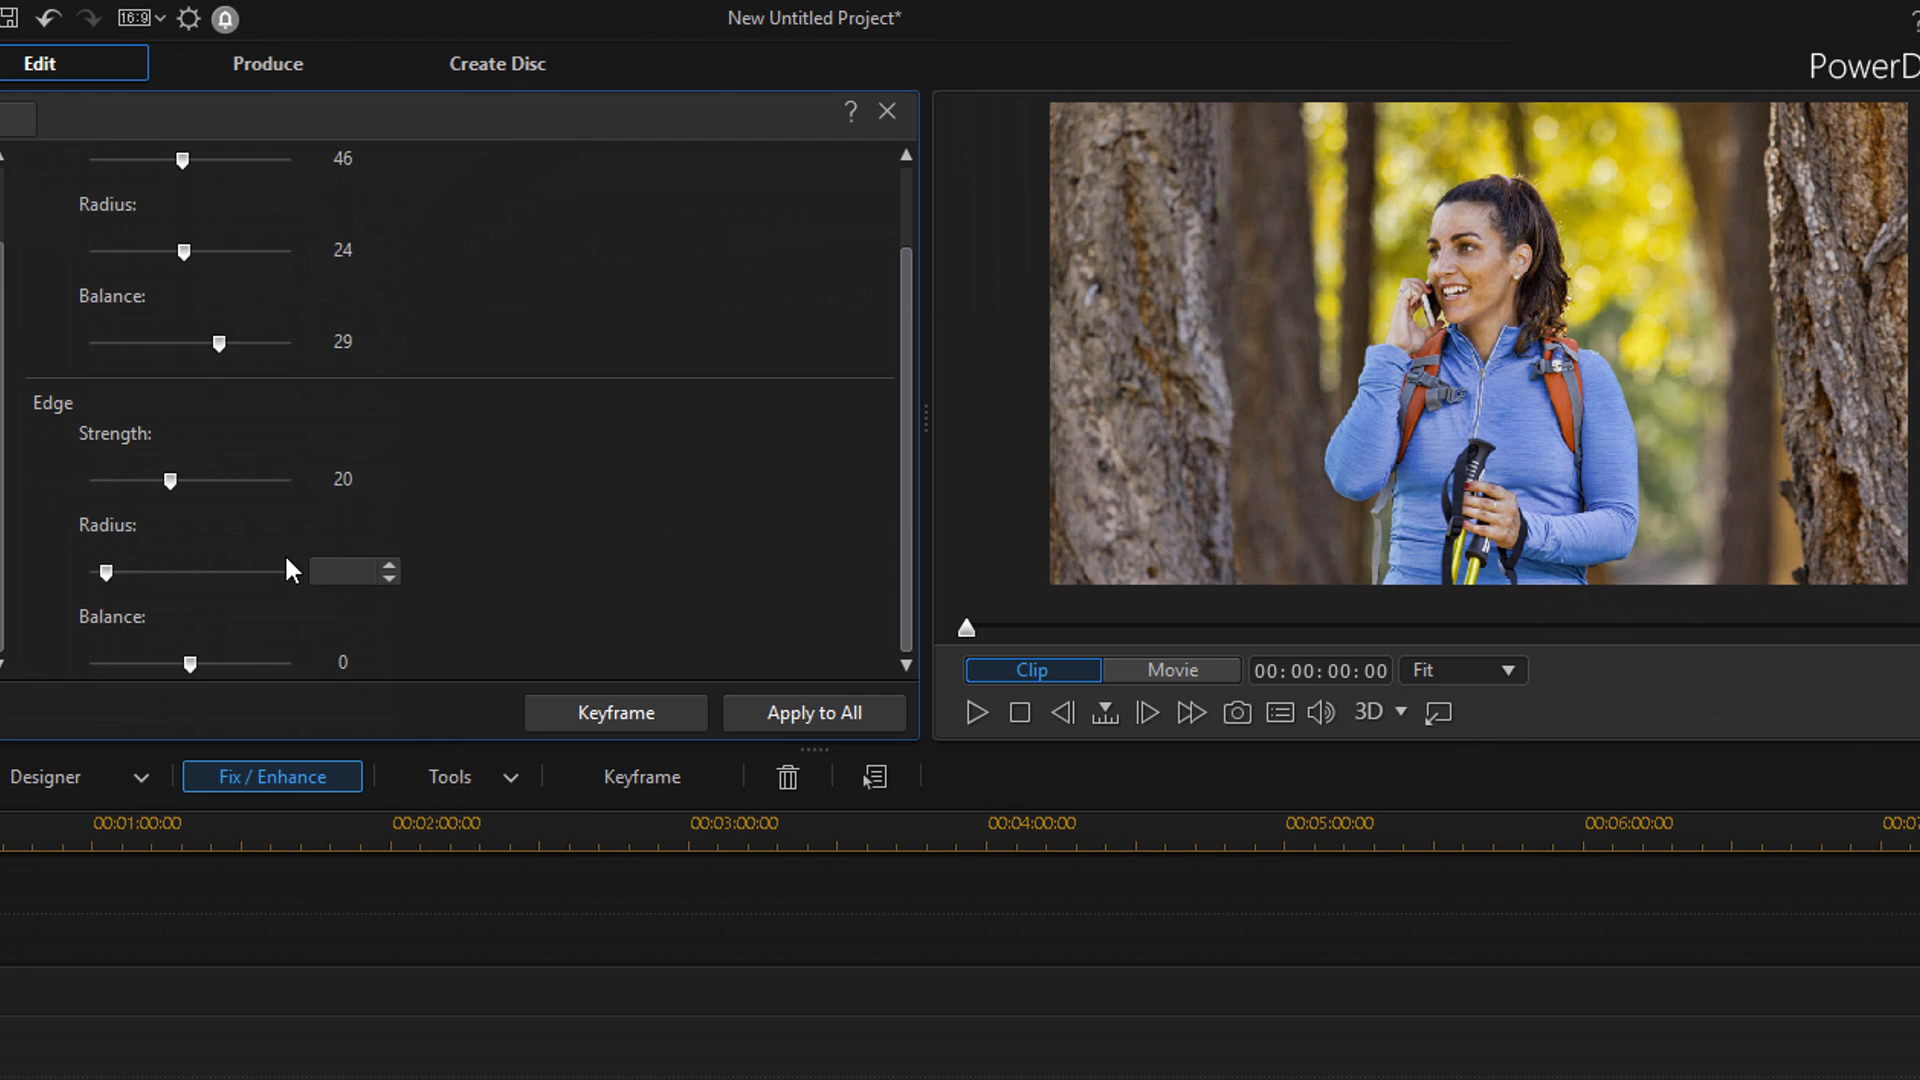 16:9
New Untitled Project*
?
Edit
Produce
Create Disc
PowerD
?
46
Radius:
24
Balance:
29
Edge
Strength:
20
Radius:
Balance:
0
Keyframe
Apply to All
Clip
Movie
00:00:00:00
Fit
3D
Designer
Fix / Enhance
Tools
Keyframe
00:01:00:00
00:02:00:00
00:03:00:00
00:04:00:00
00:05:00:00
00:06:00:00
00:0